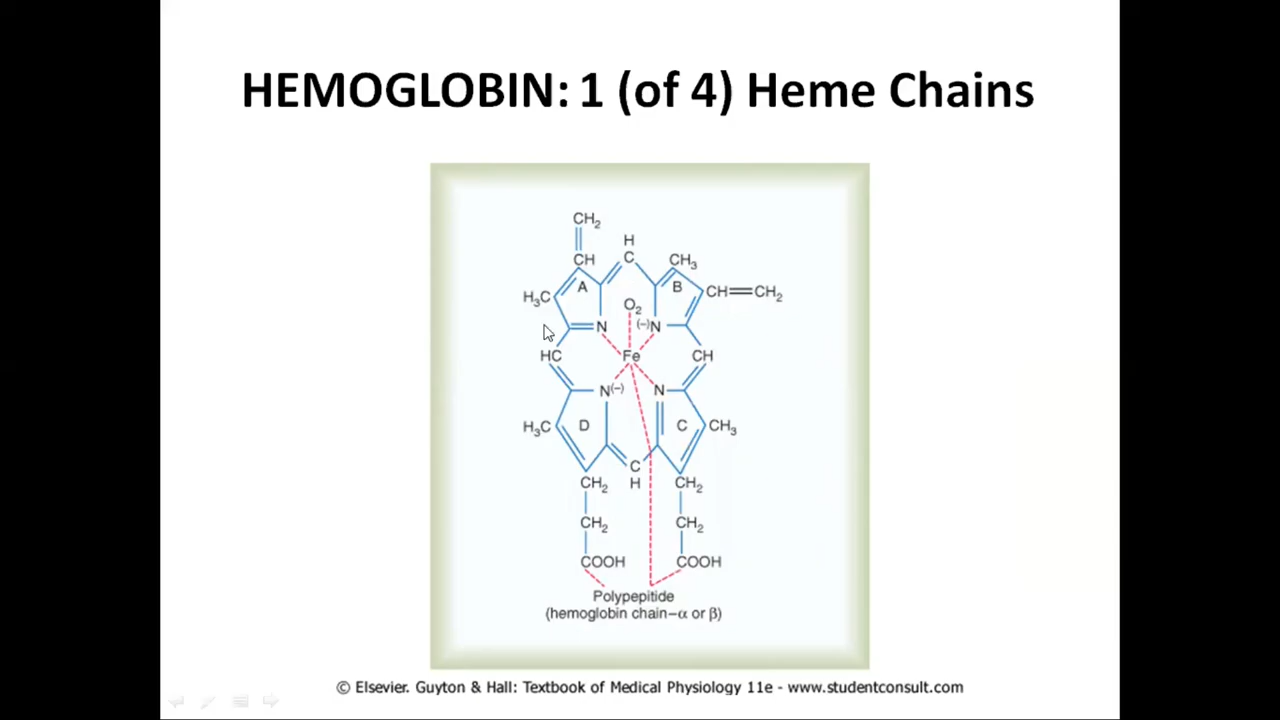 HEMOGLOBIN: 1 (of 4) Heme Chains
CH₂
H
CH C CH₃
A B
H₃C O₂ CH CH₂
N (–)N
HC Fe CH
N(–) N
H₃C D C CH₃
C
CH₂ H CH₂
CH₂ CH₂
COOH COOH
Polypepitide
(hemoglobin chain–α or β)
© Elsevier. Guyton & Hall: Textbook of Medical Physiology 11e - www.studentconsult.com